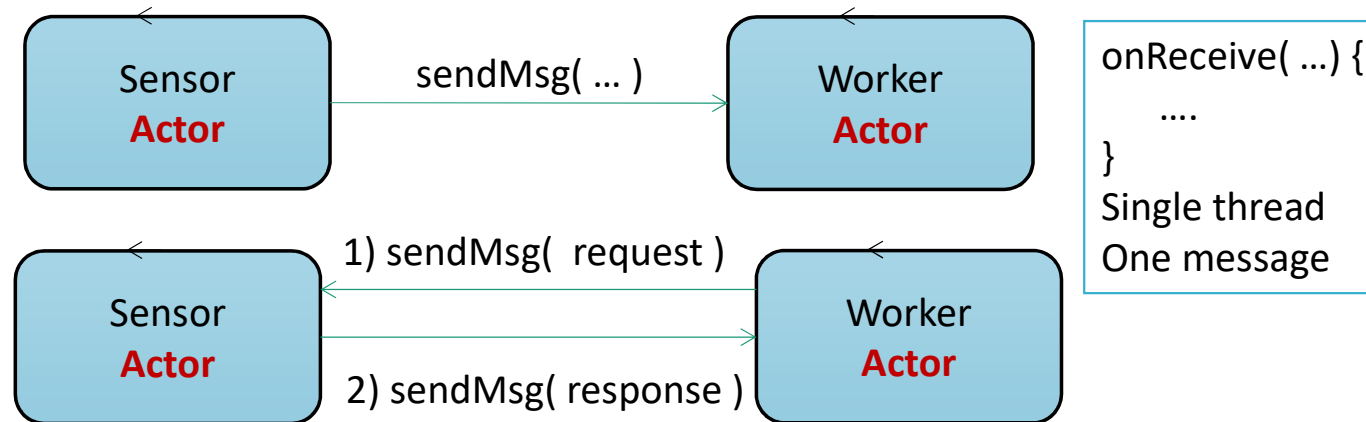 Sensor
Actor
sendMsg( … )
Worker
Actor
onReceive( …) {
….
}
Single thread
One message
1) sendMsg( request )
Sensor
Actor
Worker
Actor
2) sendMsg( response )